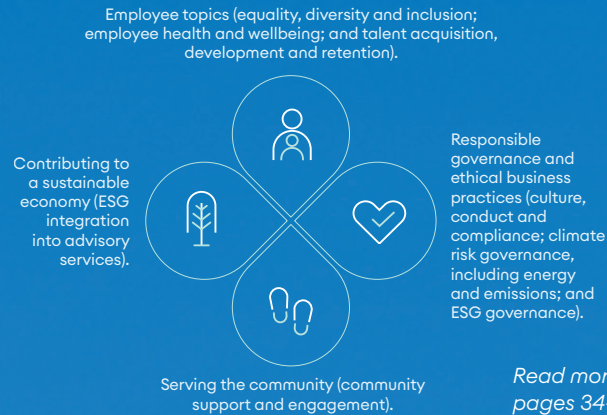 Employee topics (equality, diversity and inclusion;
employee health and wellbeing; and talent acquisition,
development and retention).
Contributing to
a sustainable
economy (ESG
integration
into advisory
services).
Responsible
governance and
ethical business
practices (culture,
conduct and
compliance; climate
risk governance,
including energy
and emissions; and
ESG governance).
Serving the community (community
support and engagement).
Read mor
pages 34